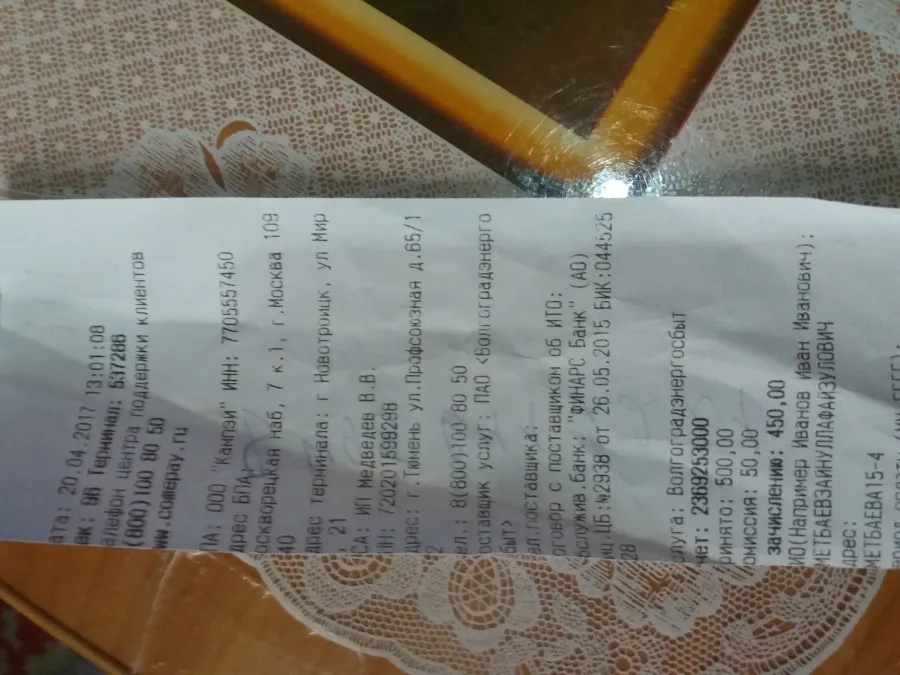 ата: 20.04.2017 13:01:08
ек: 96 Терминал: 537286
елефон центра поддержки клиентов
(800)100 80 50
ww.comepay.ru
ПА: ООО "Кампэй" ИНН: 7705557450
дрес БПА
оскворецкая наб, 7 к.1, г.Москва 109
40
дрес терминала: г Новотроицк, ул Мир
, 21
СА: ИП Медведев В.В.
НН: 720201599298
дрес: г.Тюмень ул.Профсоюзная д.65/1
2
ел.: 8(800)100 80 50
оставщик услуг: ПАО <Волгоградэнерго
быт>
ел.поставщика:
оговор с поставщиком об ИТО:
бслужив.банк: "ФИНАРС Банк" (АО)
иц.ЦБ:№2938 от 26.05.2015 БИК:044525
28
слуга: Волгоградэнергосбыт
чет: 2369253000
ринято: 500,00
омиссия: 50,00
зачислению: 450,00
ИО(Например Иванов Иван Иванович):
МЕТБАЕВЗАЙНУЛЛАФАЙЗУЛОВИЧ
дрес:
МЕТБАЕВА15-4